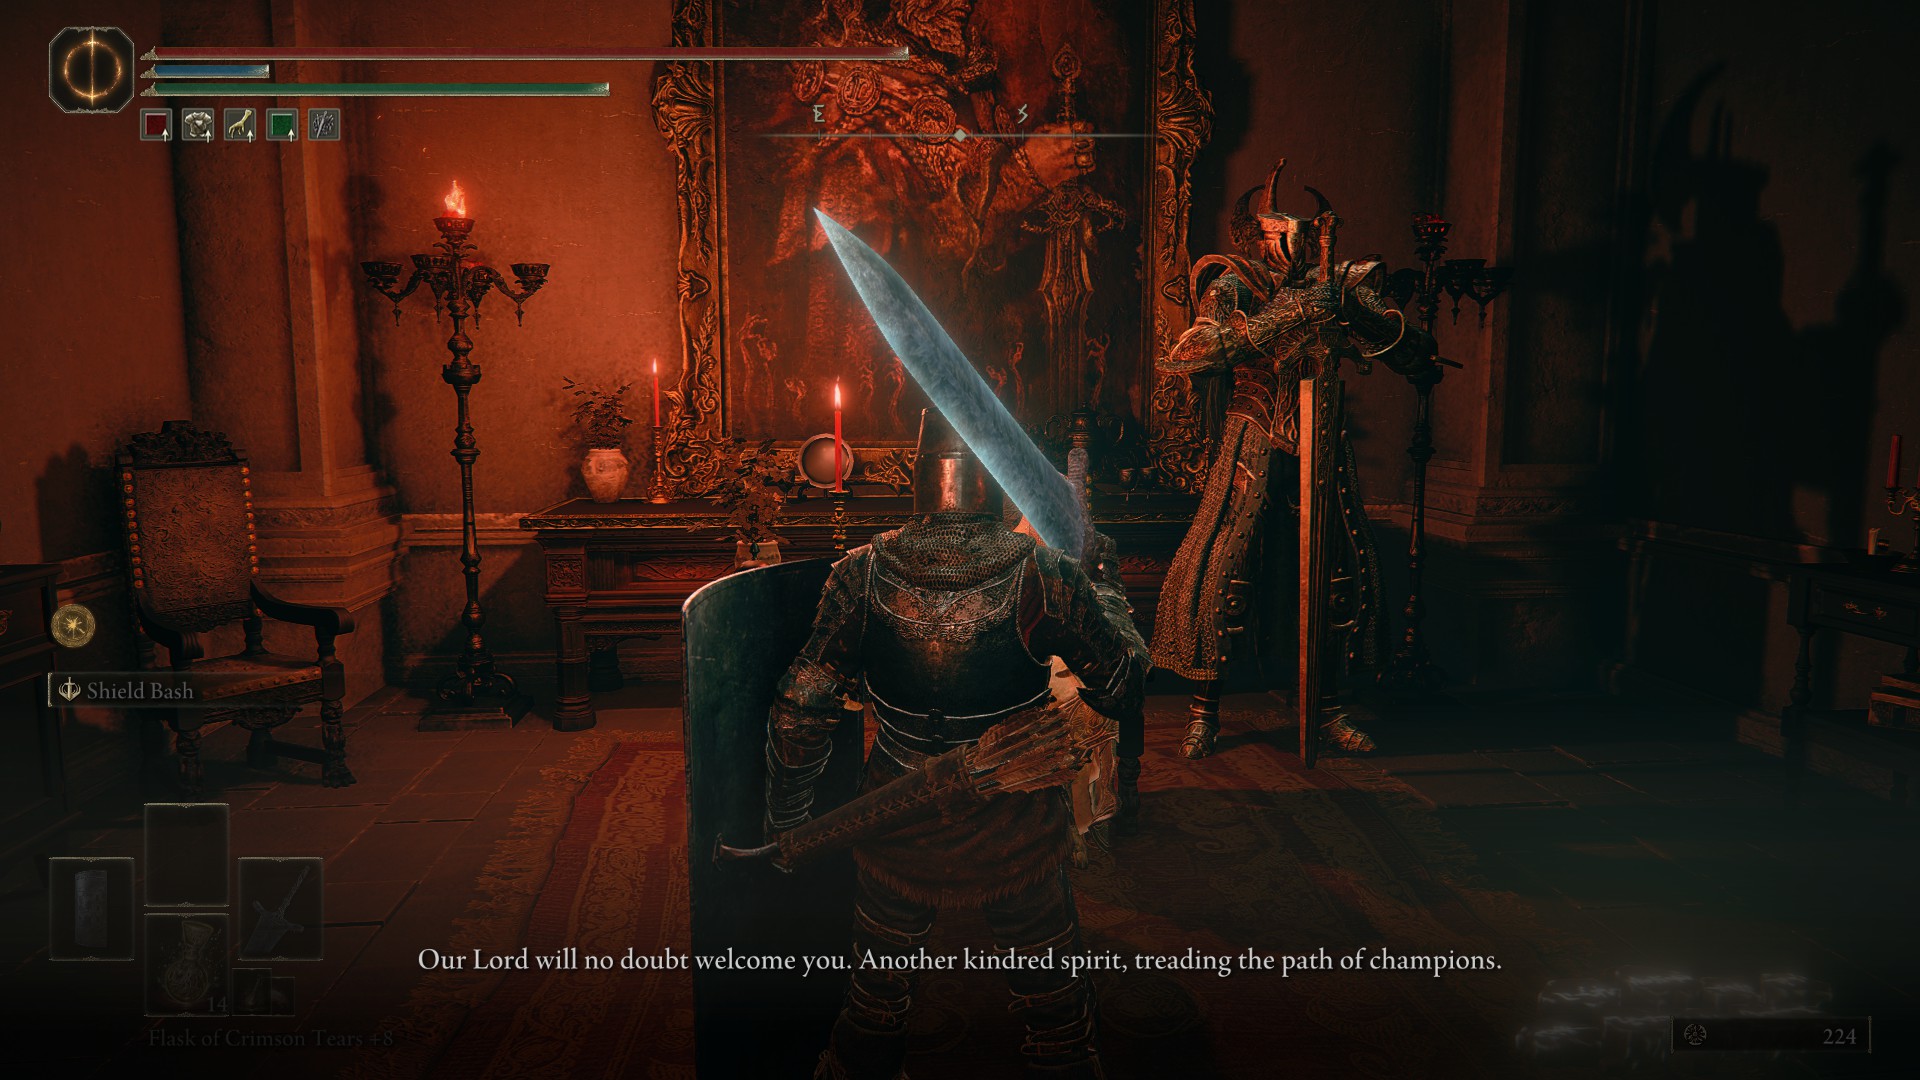 E
S
Shield Bash
14
Flask of Crimson Tears +8
Our Lord will no doubt welcome you. Another kindred spirit, treading the path of champions.
224